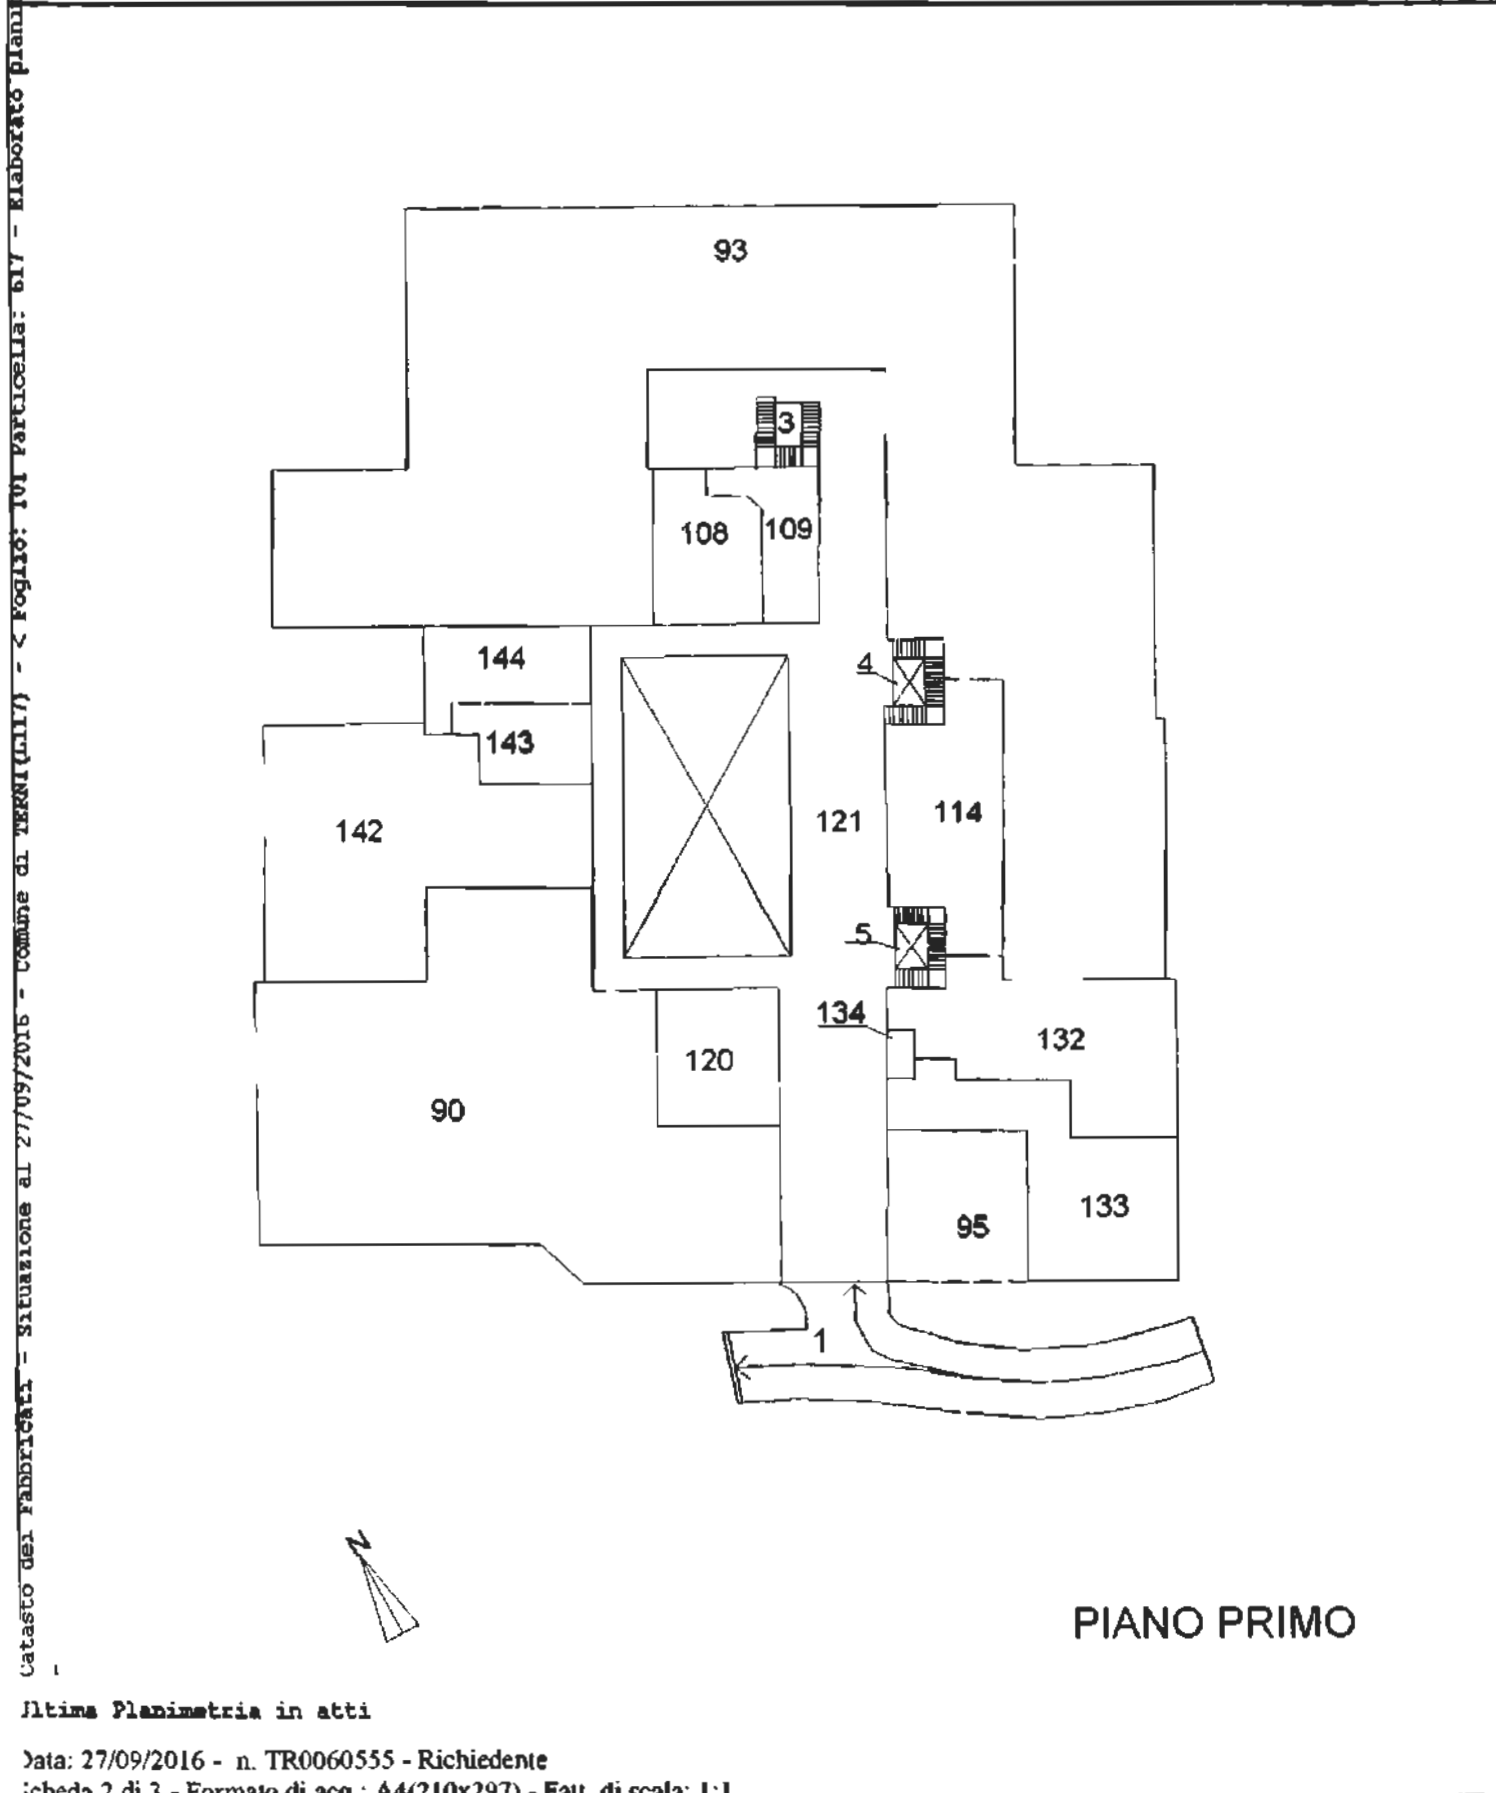 Catasto dei Fabbricati - Situazione al 27/09/2016 - Comune di TERNI(L117) - < Foglio: 101 Particella: 617 - Elaborato
93
3
108 109
4
144
143
142
121
114
5
134
132
120
90
133
95
1
N
PIANO PRIMO
Ultima Planimetria in atti
Data: 27/09/2016 - n. TR0060555 - Richiedente
Scheda 2 di 3 - Formato di acq.: A4(210x297) - Fatt. di scala: 1:1